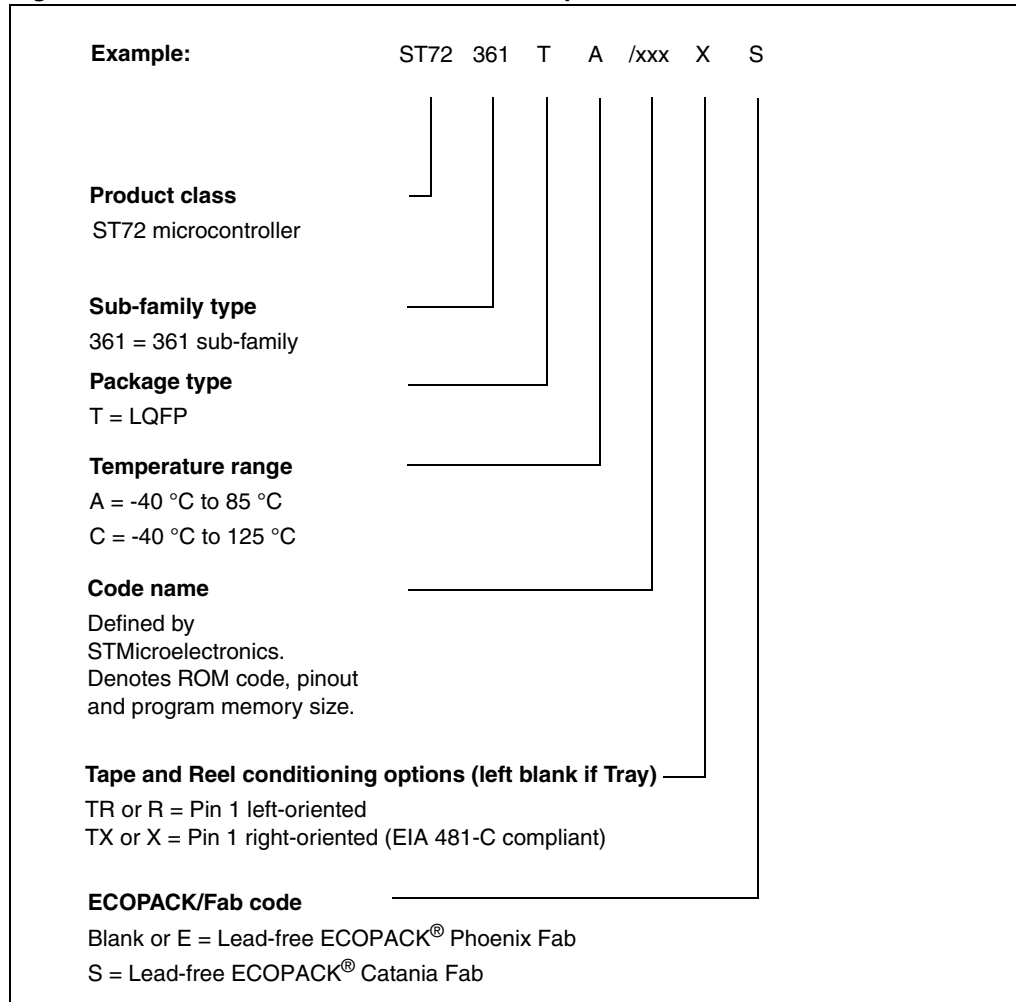 Example: ST72 361 T A /xxx X S
Product class
ST72 microcontroller
Sub-family type
361 = 361 sub-family
Package type
T = LQFP
Temperature range
A = -40 °C to 85 °C
C = -40 °C to 125 °C
Code name
Defined by
STMicroelectronics.
Denotes ROM code, pinout
and program memory size.
Tape and Reel conditioning options (left blank if Tray)
TR or R = Pin 1 left-oriented
TX or X = Pin 1 right-oriented (EIA 481-C compliant)
ECOPACK/Fab code
Blank or E = Lead-free ECOPACK® Phoenix Fab
S = Lead-free ECOPACK® Catania Fab